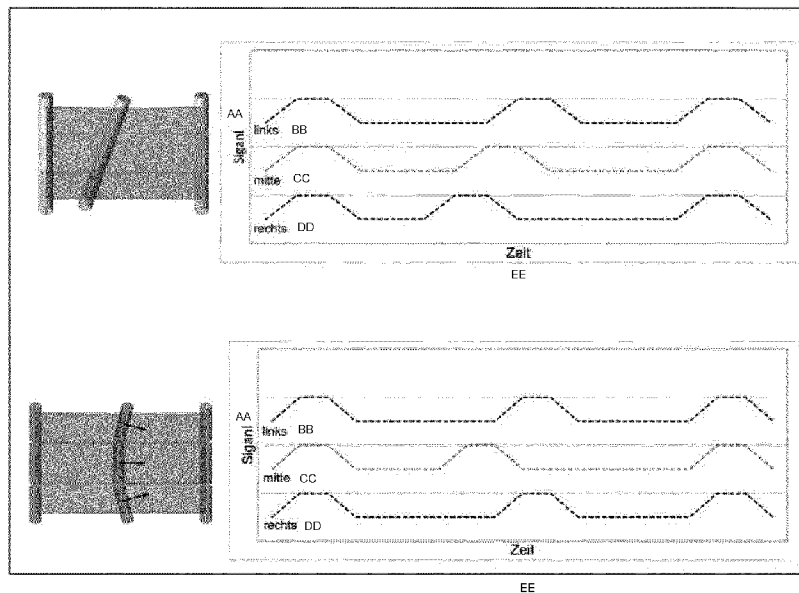 AA
Siganl
links BB
mitte CC
rechts DD
Zeit
EE
AA
Siganl
links BB
mitte CC
rechts DD
Zeit
EE